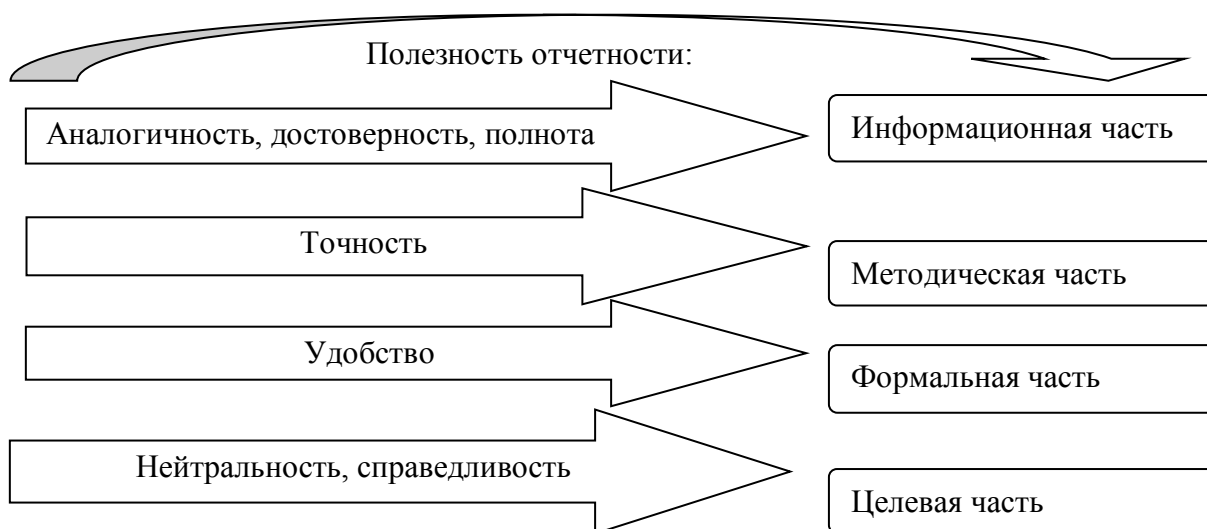 Полезность отчетности:
Аналогичность, достоверность, полнота
Информационная часть
Точность
Методическая часть
Удобство
Формальная часть
Нейтральность, справедливость
Целевая часть